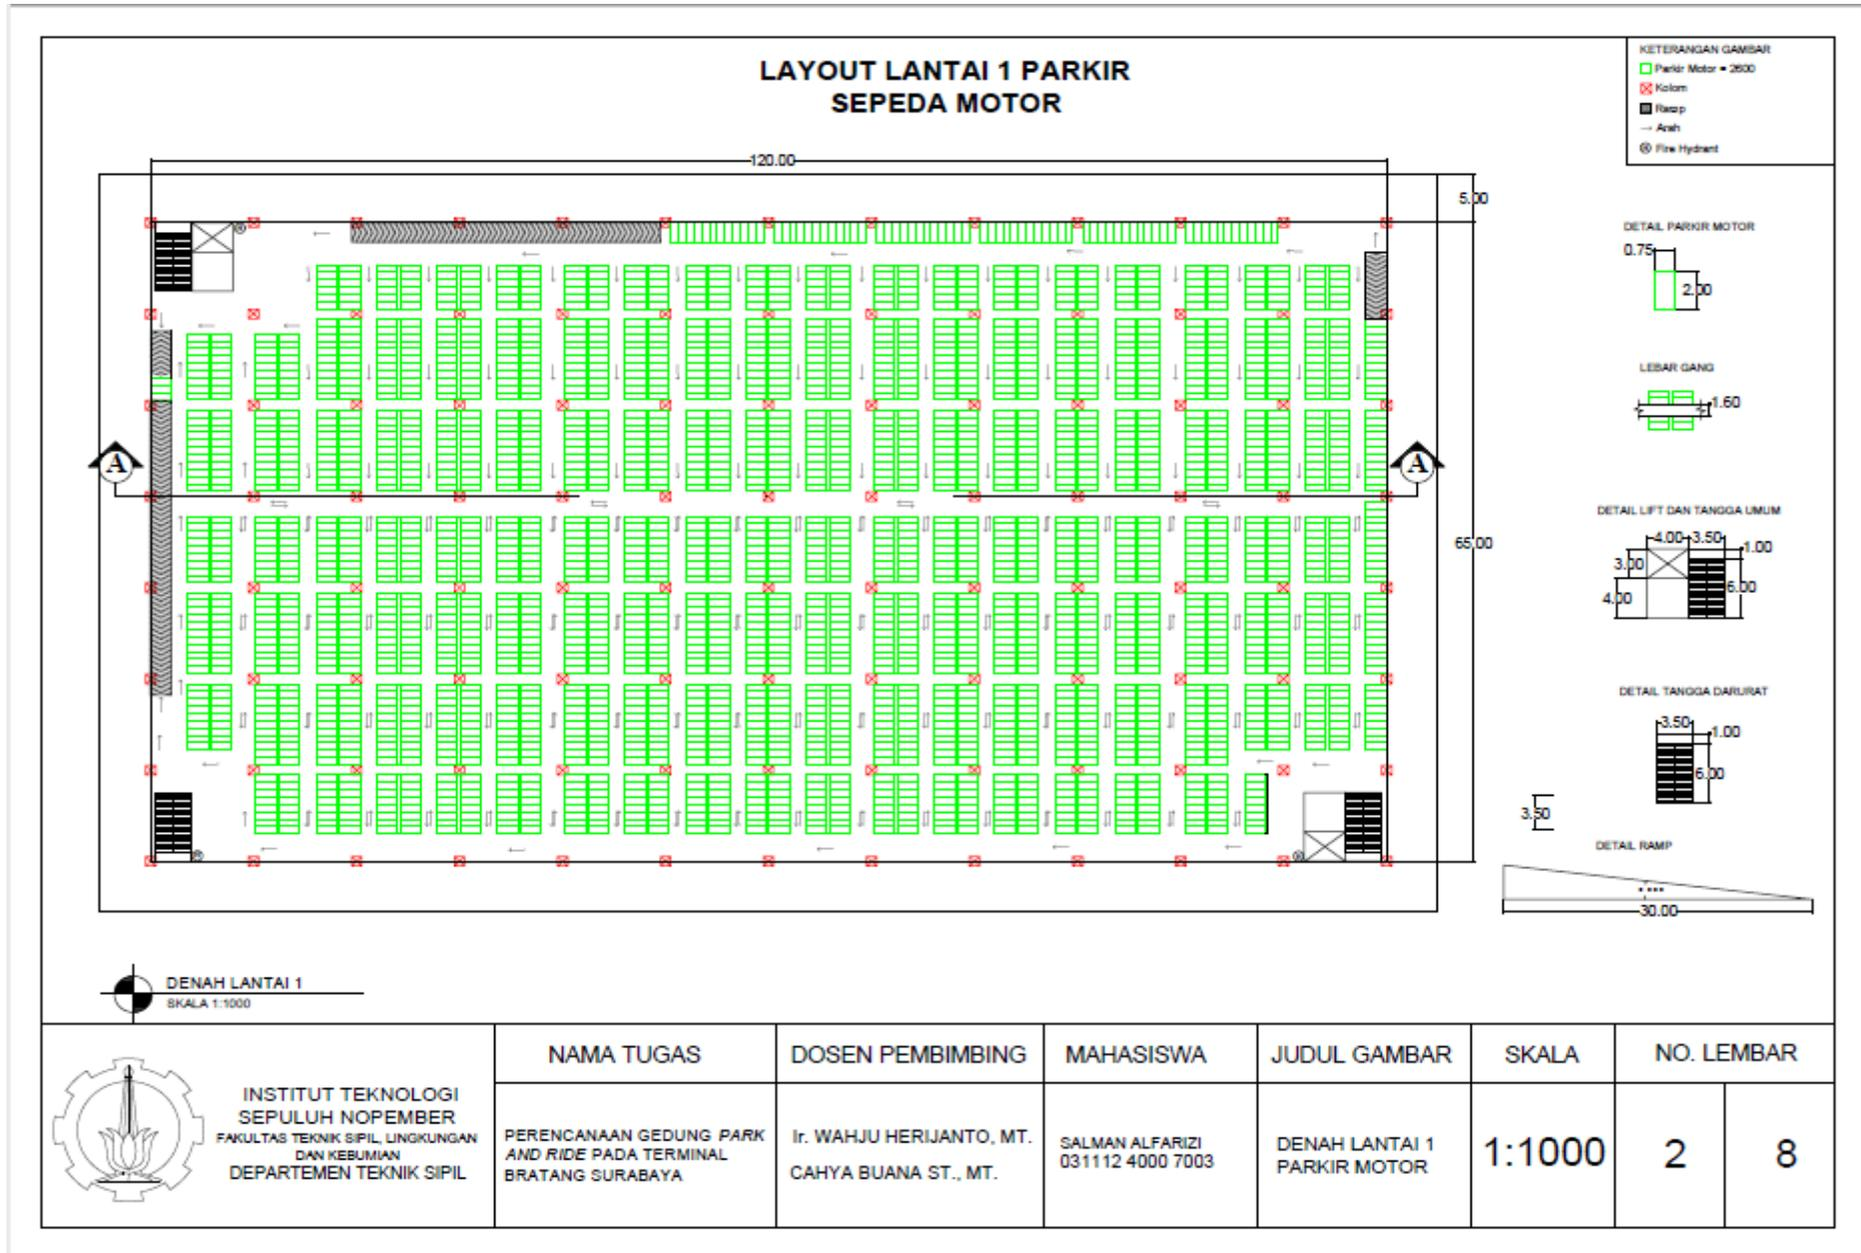 LAYOUT LANTAI 1 PARKIR
SEPEDA MOTOR
KETERANGAN GAMBAR
Parkir Motor = 2600
Kolom
Ramp
Arah
Fire Hydrant
120.00
5.00
65.00
A
A
DETAIL PARKIR MOTOR
0.75
2.00
LEBAR GANG
1.60
DETAIL LIFT DAN TANGGA UMUM
4.00
3.50
1.00
3.00
6.00
4.00
DETAIL TANGGA DARURAT
3.50
1.00
6.00
3.50
DETAIL RAMP
30.00
DENAH LANTAI 1
SKALA 1:1000
INSTITUT TEKNOLOGI
SEPULUH NOPEMBER
FAKULTAS TEKNIK SIPIL, LINGKUNGAN
DAN KEBUMIAN
DEPARTEMEN TEKNIK SIPIL
NAMA TUGAS
PERENCANAAN GEDUNG PARK
AND RIDE PADA TERMINAL
BRATANG SURABAYA
DOSEN PEMBIMBING
Ir. WAHJU HERIJANTO, MT.
CAHYA BUANA ST., MT.
MAHASISWA
SALMAN ALFARIZI
031112 4000 7003
JUDUL GAMBAR
DENAH LANTAI 1
PARKIR MOTOR
SKALA
1:1000
NO. LEMBAR
2
8